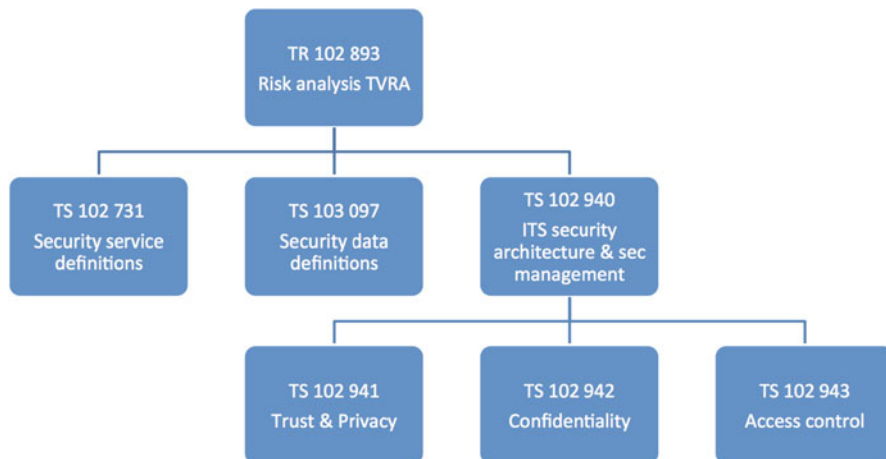 TR 102 893
Risk analysis TVRA
TS 102 731
Security service
definitions
TS 103 097
Security data
definitions
TS 102 940
ITS security
architecture & sec
management
TS 102 941
Trust & Privacy
TS 102 942
Confidentiality
TS 102 943
Access control